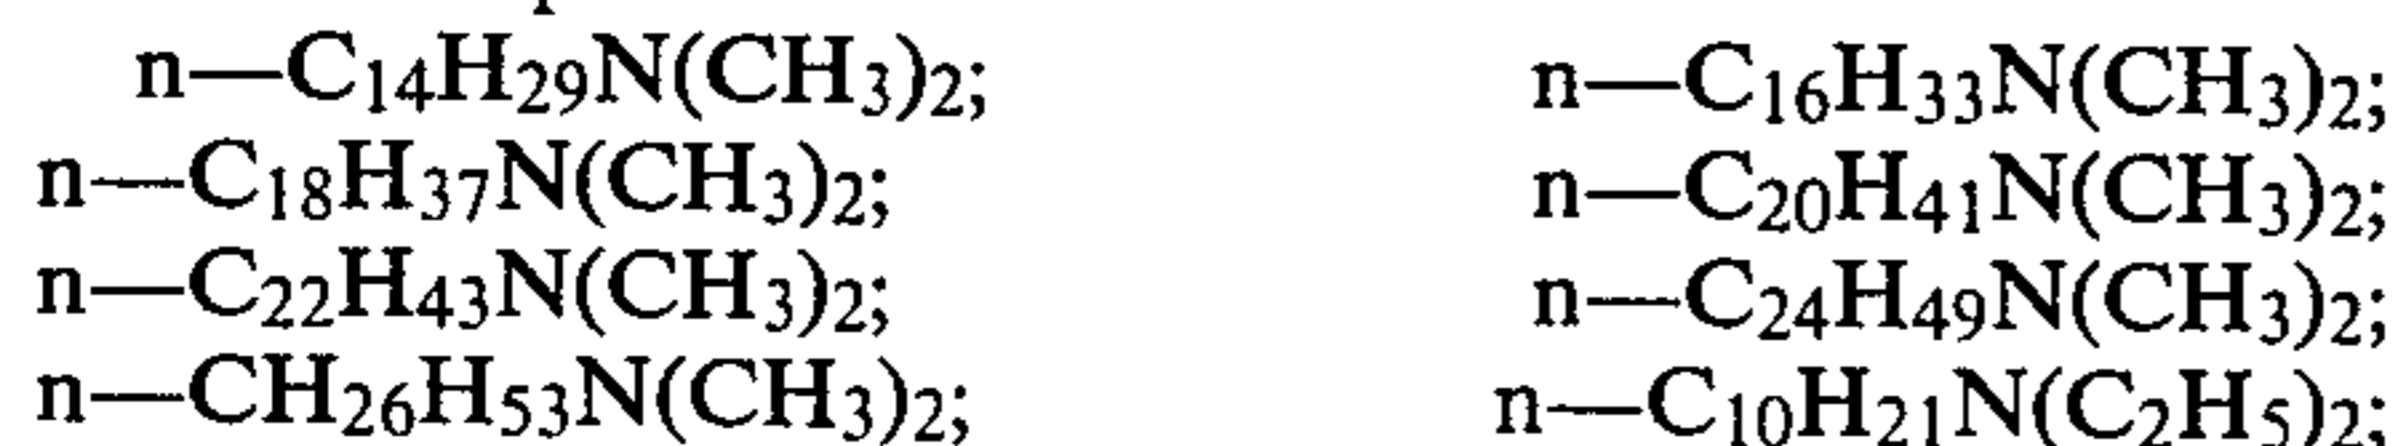 n—C₁₄H₂₉N(CH₃)₂; n—C₁₆H₃₃N(CH₃)₂;
n—C₁₈H₃₇N(CH₃)₂; n—C₂₀H₄₁N(CH₃)₂;
n—C₂₂H₄₃N(CH₃)₂; n—C₂₄H₄₉N(CH₃)₂;
n—CH₂₆H₅₃N(CH₃)₂; n—C₁₀H₂₁N(C₂H₅)₂;